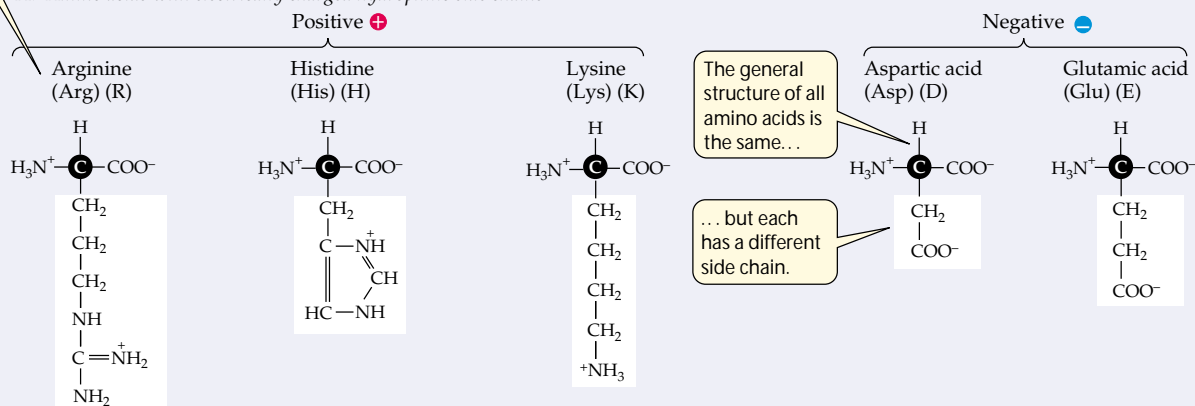 Positive +
Negative –
Arginine
(Arg) (R)
Histidine
(His) (H)
Lysine
(Lys) (K)
The general
structure of all
amino acids is
the same…
Aspartic acid
(Asp) (D)
Glutamic acid
(Glu) (E)
H
H₃N⁺–C–COO⁻
CH₂
CH₂
CH₂
NH
C=NH₂⁺
NH₂
H
H₃N⁺–C–COO⁻
CH₂
C–NH⁺
CH
HC–NH
H
H₃N⁺–C–COO⁻
CH₂
CH₂
CH₂
CH₂
⁺NH₃
…but each
has a different
side chain.
H
H₃N⁺–C–COO⁻
CH₂
COO⁻
H
H₃N⁺–C–COO⁻
CH₂
CH₂
COO⁻